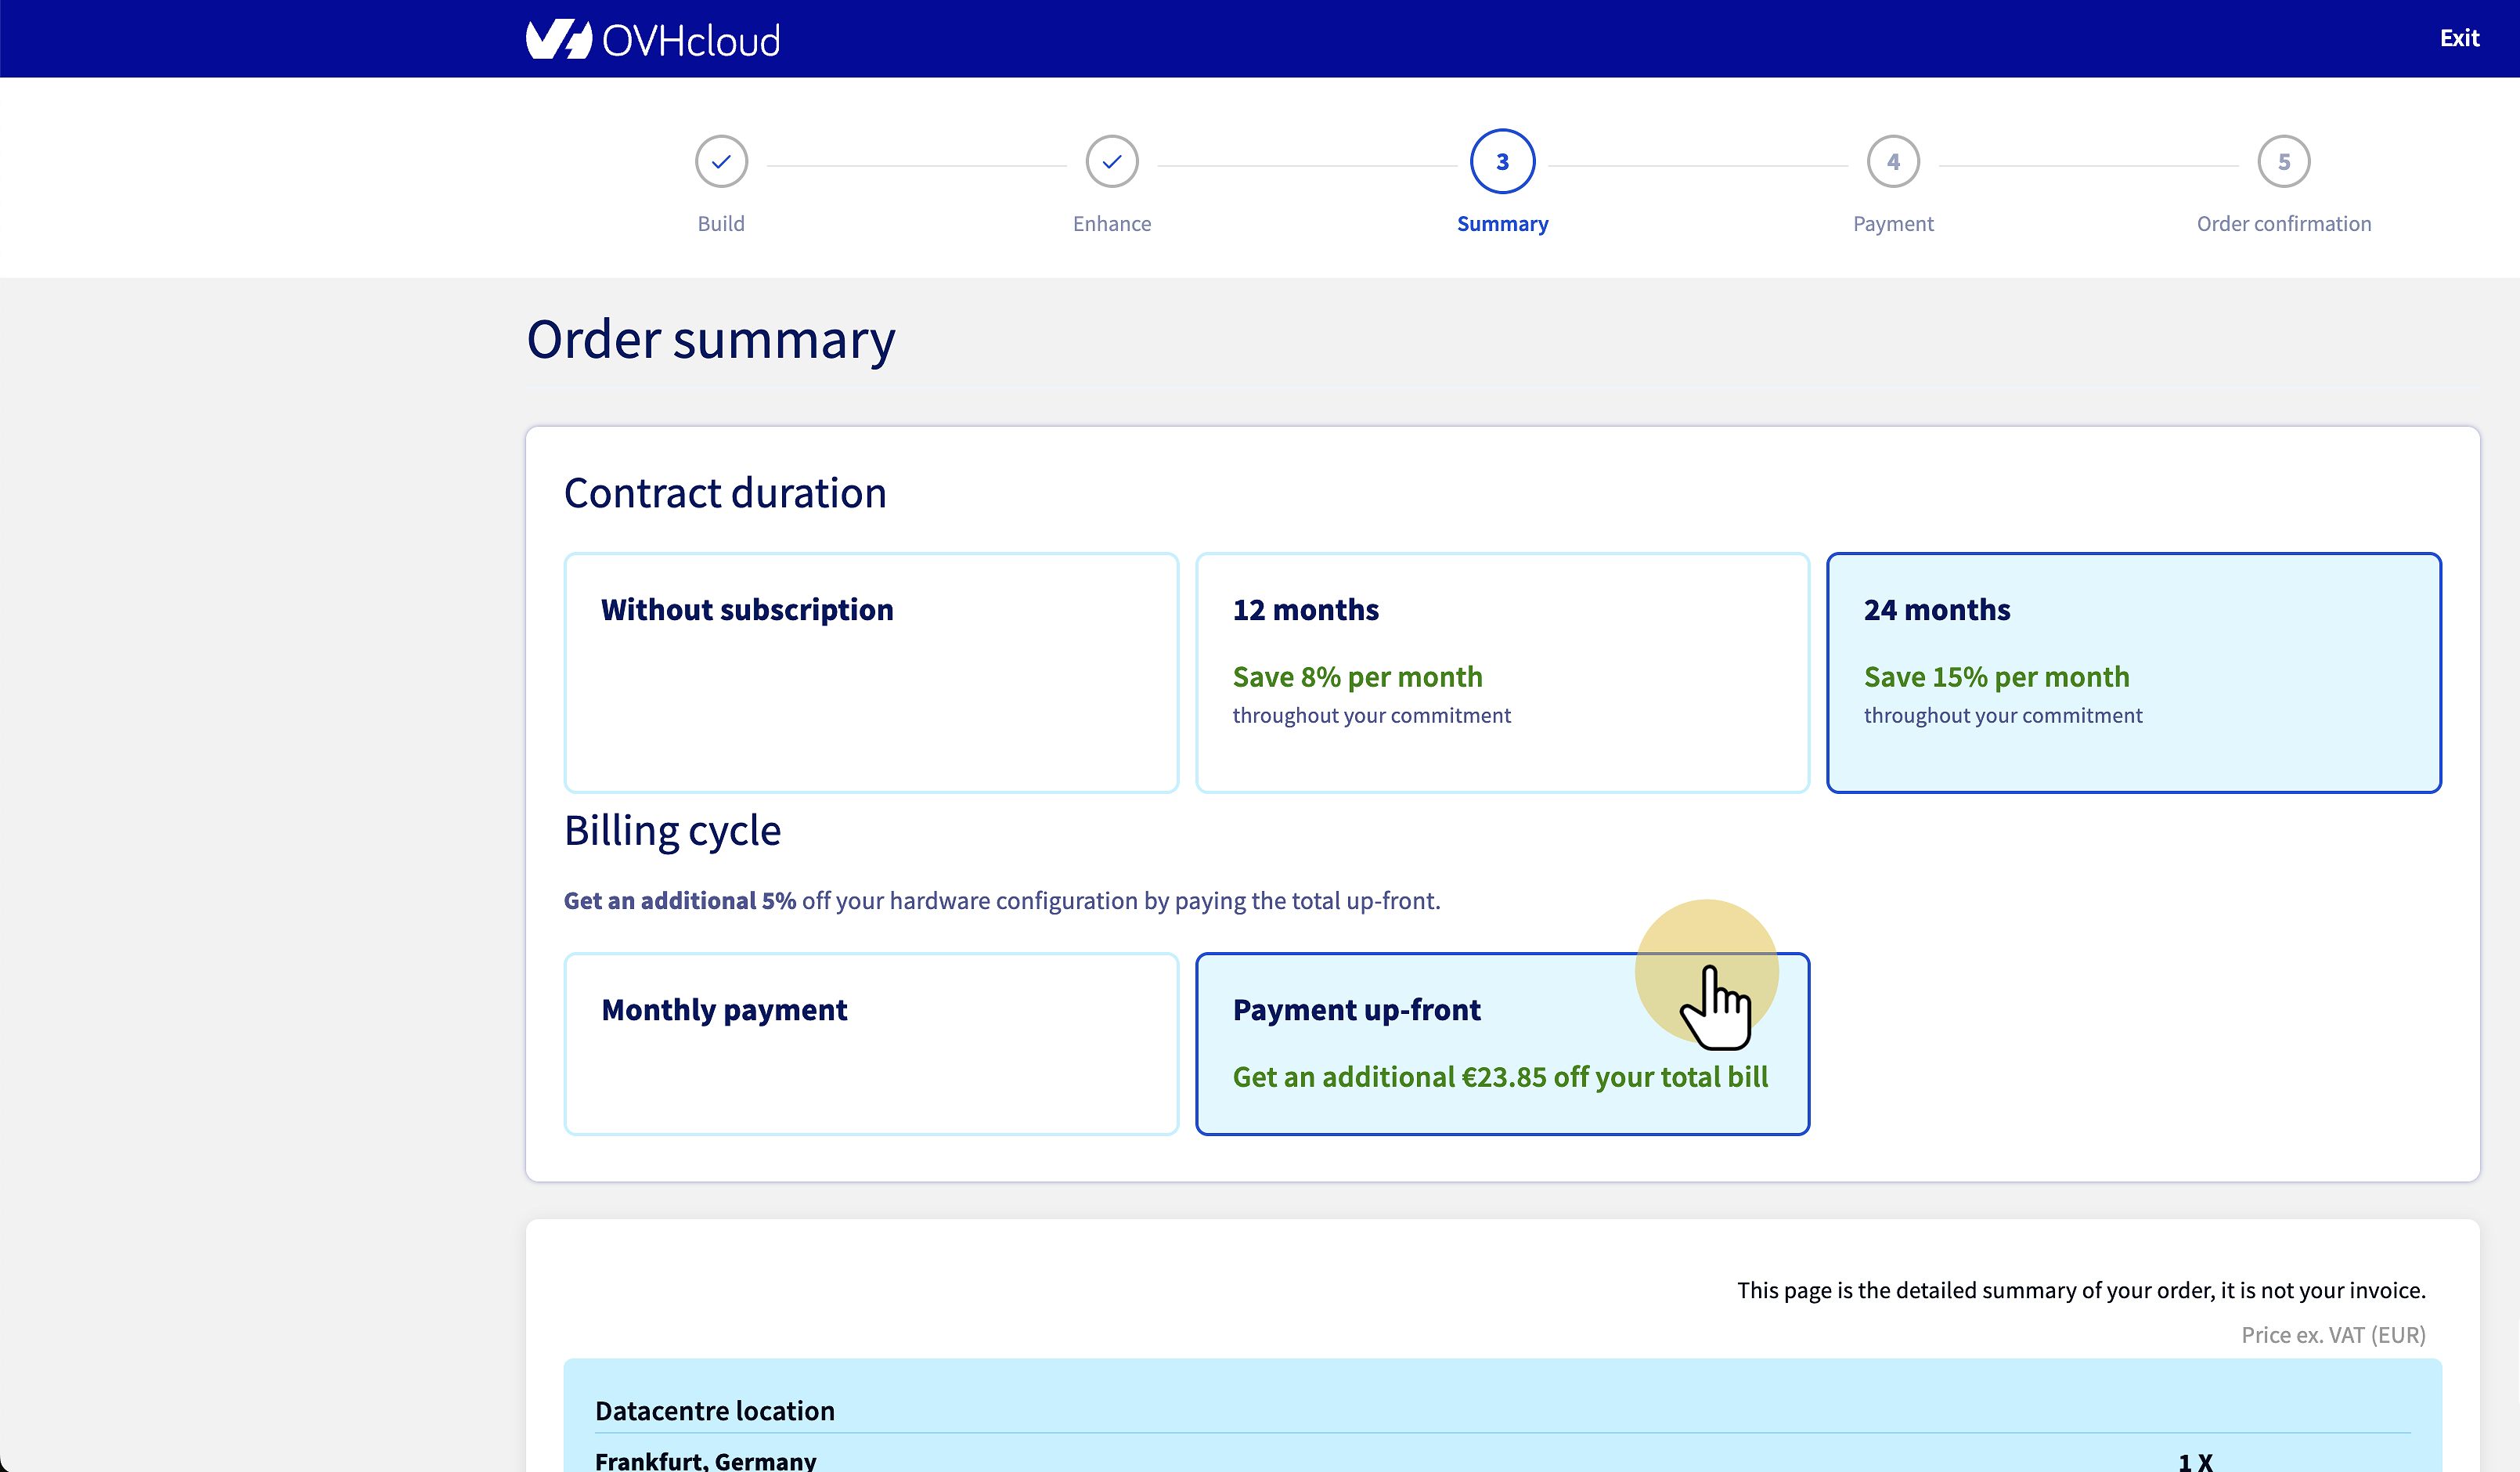 OVHcloud
Exit
3
4
5
Build
Enhance
Summary
Payment
Order confirmation
Order summary
Contract duration
Without subscription
12 months
Save 8% per month
throughout your commitment
24 months
Save 15% per month
throughout your commitment
Billing cycle
Get an additional 5% off your hardware configuration by paying the total up-front.
Monthly payment
Payment up-front
Get an additional €23.85 off your total bill
This page is the detailed summary of your order, it is not your invoice.
Price ex. VAT (EUR)
Datacentre location
Frankfurt, Germany
1 X